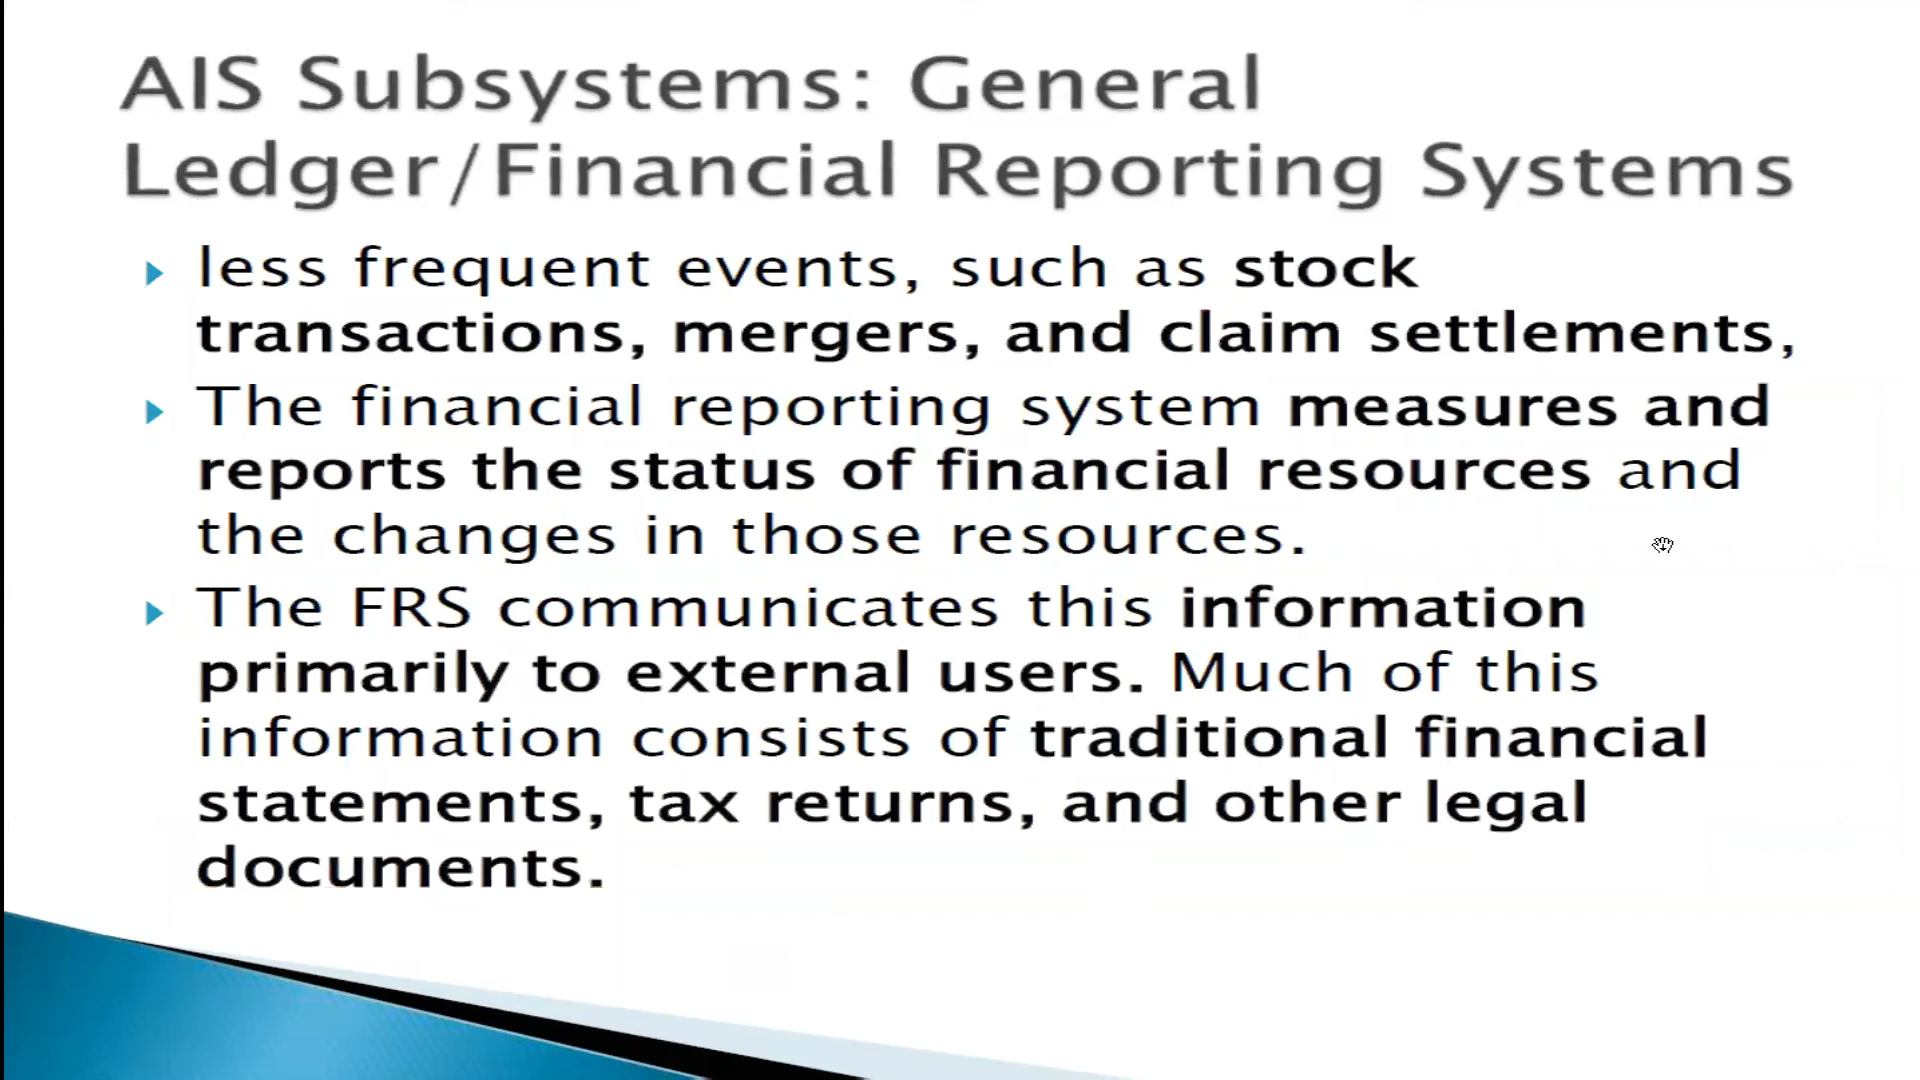 AIS Subsystems: General
Ledger/Financial Reporting Systems
less frequent events, such as stock
transactions, mergers, and claim settlements,
The financial reporting system measures and
reports the status of financial resources and
the changes in those resources.
The FRS communicates this information
primarily to external users. Much of this
information consists of traditional financial
statements, tax returns, and other legal
documents.